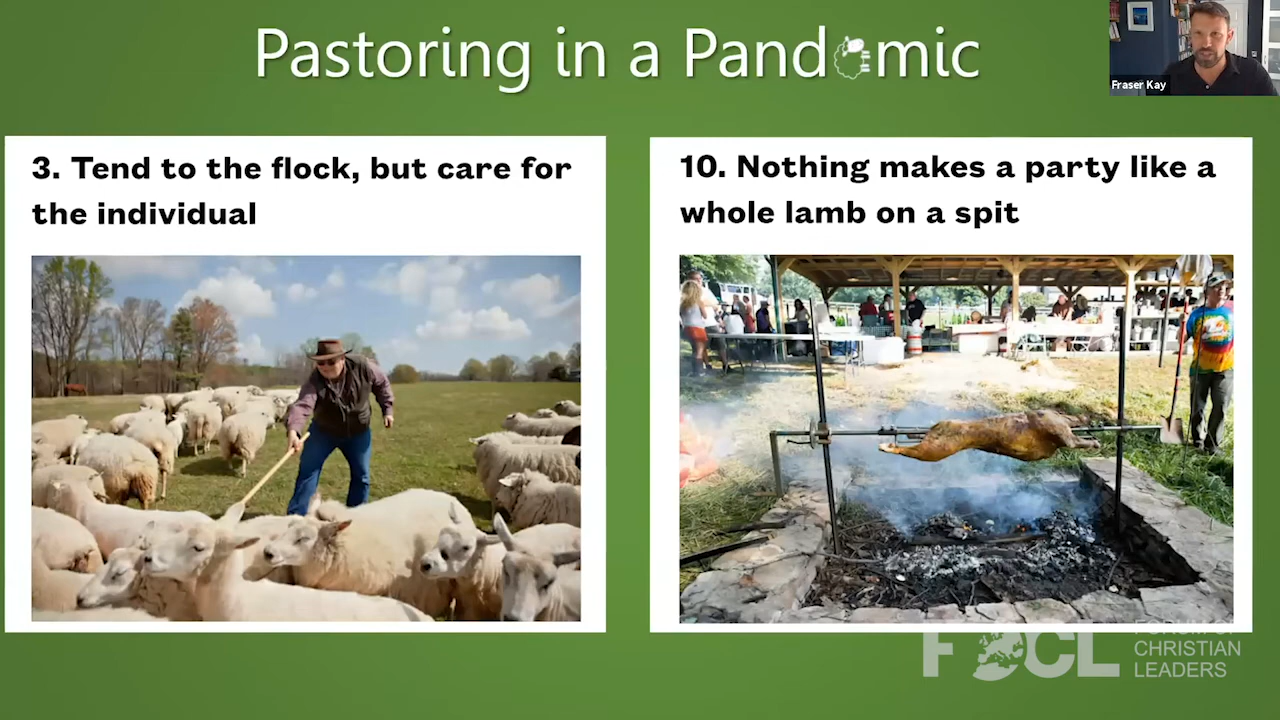 Pastoring in a Pandemic
Fraser Kay
3. Tend to the flock, but care for
the individual
10. Nothing makes a party like a
whole lamb on a spit
FOCL
FORUM OF
CHRISTIAN
LEADERS